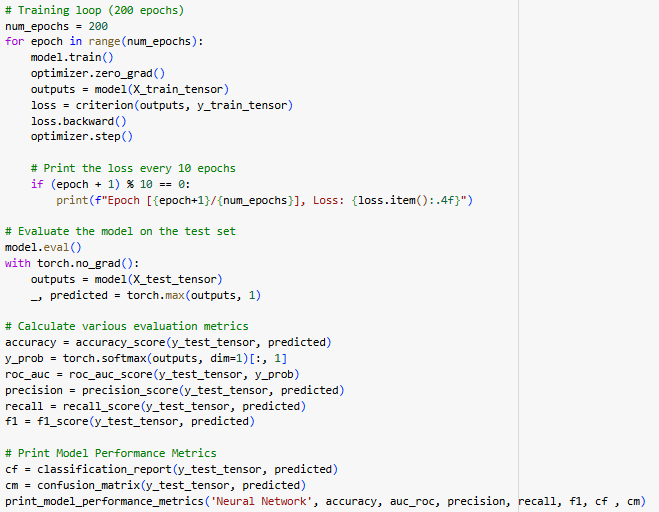 # Training loop (200 epochs)
num_epochs = 200
for epoch in range(num_epochs):
    model.train()
    optimizer.zero_grad()
    outputs = model(X_train_tensor)
    loss = criterion(outputs, y_train_tensor)
    loss.backward()
    optimizer.step()

    # Print the loss every 10 epochs
    if (epoch + 1) % 10 == 0:
        print(f"Epoch [{epoch+1}/{num_epochs}], Loss: {loss.item():.4f}")

# Evaluate the model on the test set
model.eval()
with torch.no_grad():
    outputs = model(X_test_tensor)
    _, predicted = torch.max(outputs, 1)

# Calculate various evaluation metrics
accuracy = accuracy_score(y_test_tensor, predicted)
y_prob = torch.softmax(outputs, dim=1)[:, 1]
roc_auc = roc_auc_score(y_test_tensor, y_prob)
precision = precision_score(y_test_tensor, predicted)
recall = recall_score(y_test_tensor, predicted)
f1 = f1_score(y_test_tensor, predicted)

# Print Model Performance Metrics
cf = classification_report(y_test_tensor, predicted)
cm = confusion_matrix(y_test_tensor, predicted)
print_model_performance_metrics('Neural Network', accuracy, auc_roc, precision, recall, f1, cf , cm)